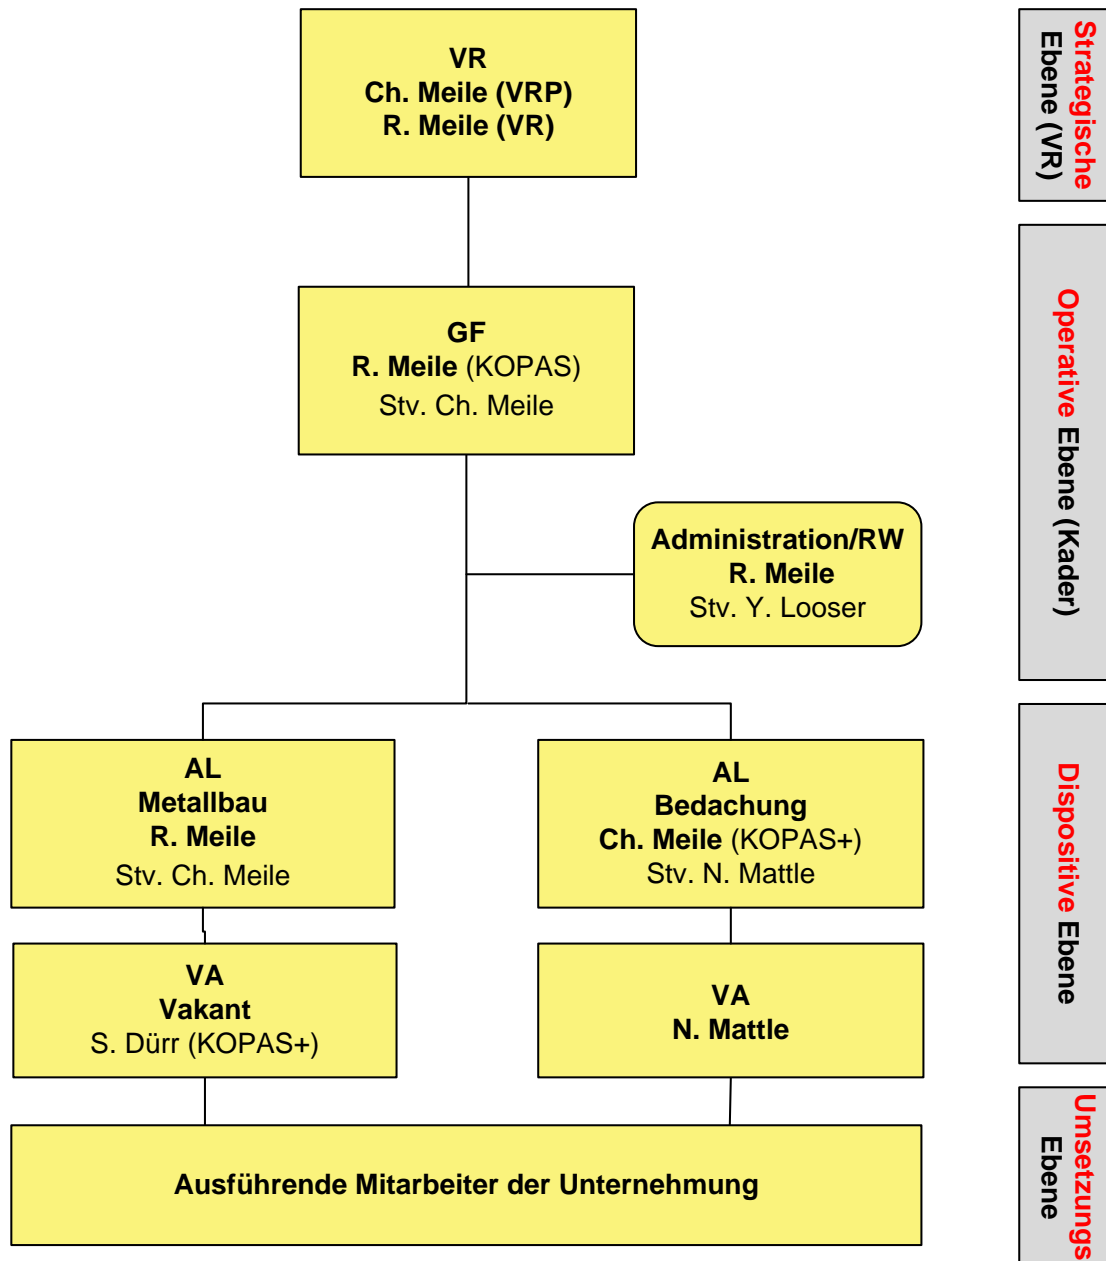 VR
Ch. Meile (VRP)
R. Meile (VR)
Strategische
Ebene (VR)
GF
R. Meile (KOPAS)
Stv. Ch. Meile
Operative Ebene (Kader)
Administration/RW
R. Meile
Stv. Y. Looser
AL
Metallbau
R. Meile
Stv. Ch. Meile
AL
Bedachung
Ch. Meile (KOPAS+)
Stv. N. Mattle
Dispositive Ebene
VA
Vakant
S. Dürr (KOPAS+)
VA
N. Mattle
Ausführende Mitarbeiter der Unternehmung
Umsetzungs
Ebene